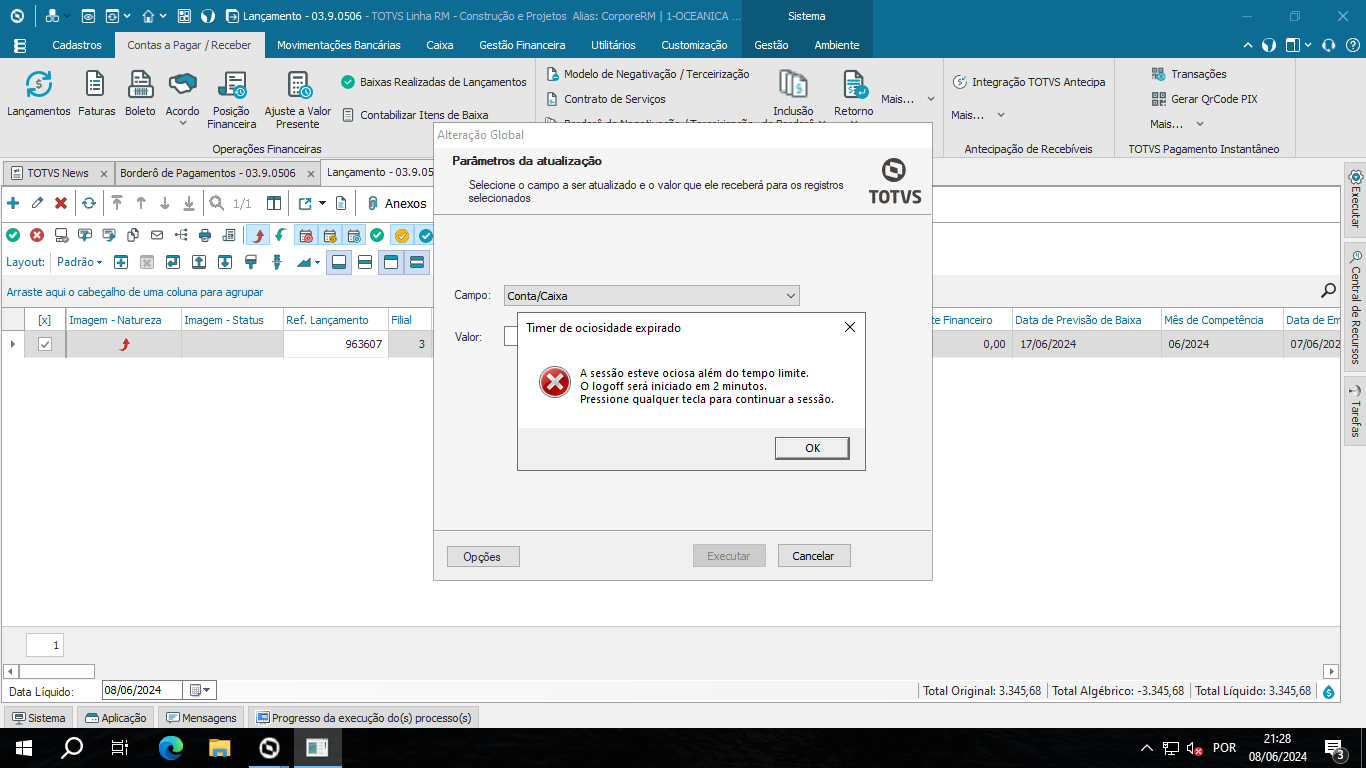 Lançamento - 03.9.0506 - TOTVS Linha RM - Construção e Projetos Alias: CorporeRM | 1-OCEANICA ...
Sistema
Cadastros
Contas a Pagar / Receber
Movimentações Bancárias
Caixa
Gestão Financeira
Utilitários
Customização
Gestão
Ambiente
Lançamentos
Faturas
Boleto
Acordo
Posição
Financeira
Ajuste a Valor
Presente
Baixas Realizadas de Lançamentos
Contabilizar Itens de Baixa
Operações Financeiras
Modelo de Negativação / Terceirização
Contrato de Serviços
Borderô de Negativação / Terceirização - do Borderô
Inclusão
Retorno
Mais...
Integração TOTVS Antecipa
Mais...
Antecipação de Recebíveis
Transações
Gerar QrCode PIX
Mais...
TOTVS Pagamento Instantâneo
TOTVS News
Borderô de Pagamentos - 03.9.0506
Lançamento - 03.9.05
1/1
Anexos
Layout:
Padrão
Arraste aqui o cabeçalho de uma coluna para agrupar
[x]
Imagem - Natureza
Imagem - Status
Ref. Lançamento
Filial
te Financeiro
Data de Previsão de Baixa
Mês de Competência
Data de Em
963607
3
0,00
17/06/2024
06/2024
07/06/202
Alteração Global
Parâmetros da atualização
Selecione o campo a ser atualizado e o valor que ele receberá para os registros
selecionados
TOTVS
Campo:
Conta/Caixa
Valor:
Timer de ociosidade expirado
A sessão esteve ociosa além do tempo limite.
O logoff será iniciado em 2 minutos.
Pressione qualquer tecla para continuar a sessão.
OK
Opções
Executar
Cancelar
Executar
Central de Recursos
Tarefas
1
Data Líquido:
08/06/2024
Total Original: 3.345,68
Total Algébrico: -3.345,68
Total Líquido: 3.345,68
Sistema
Aplicação
Mensagens
Progresso da execução do(s) processo(s)
POR
21:28
08/06/2024
3